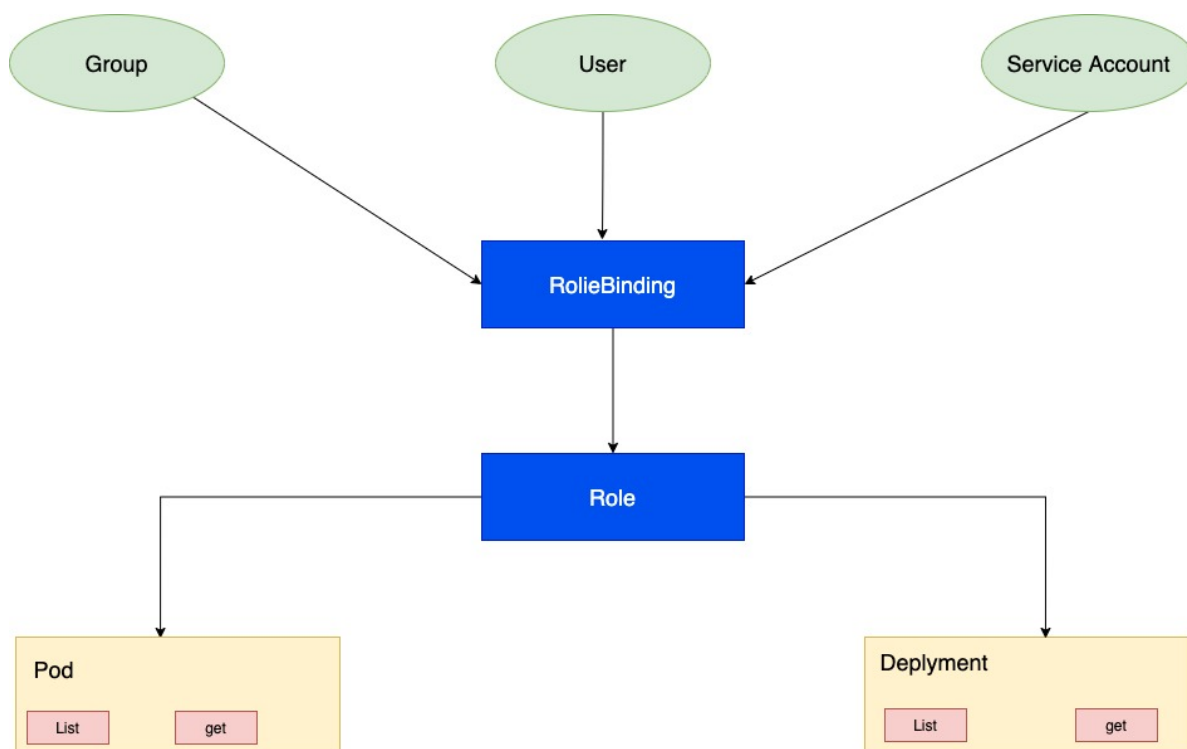 Group
User
Service Account
RolieBinding
Role
Pod
List
get
Deplyment
List
get